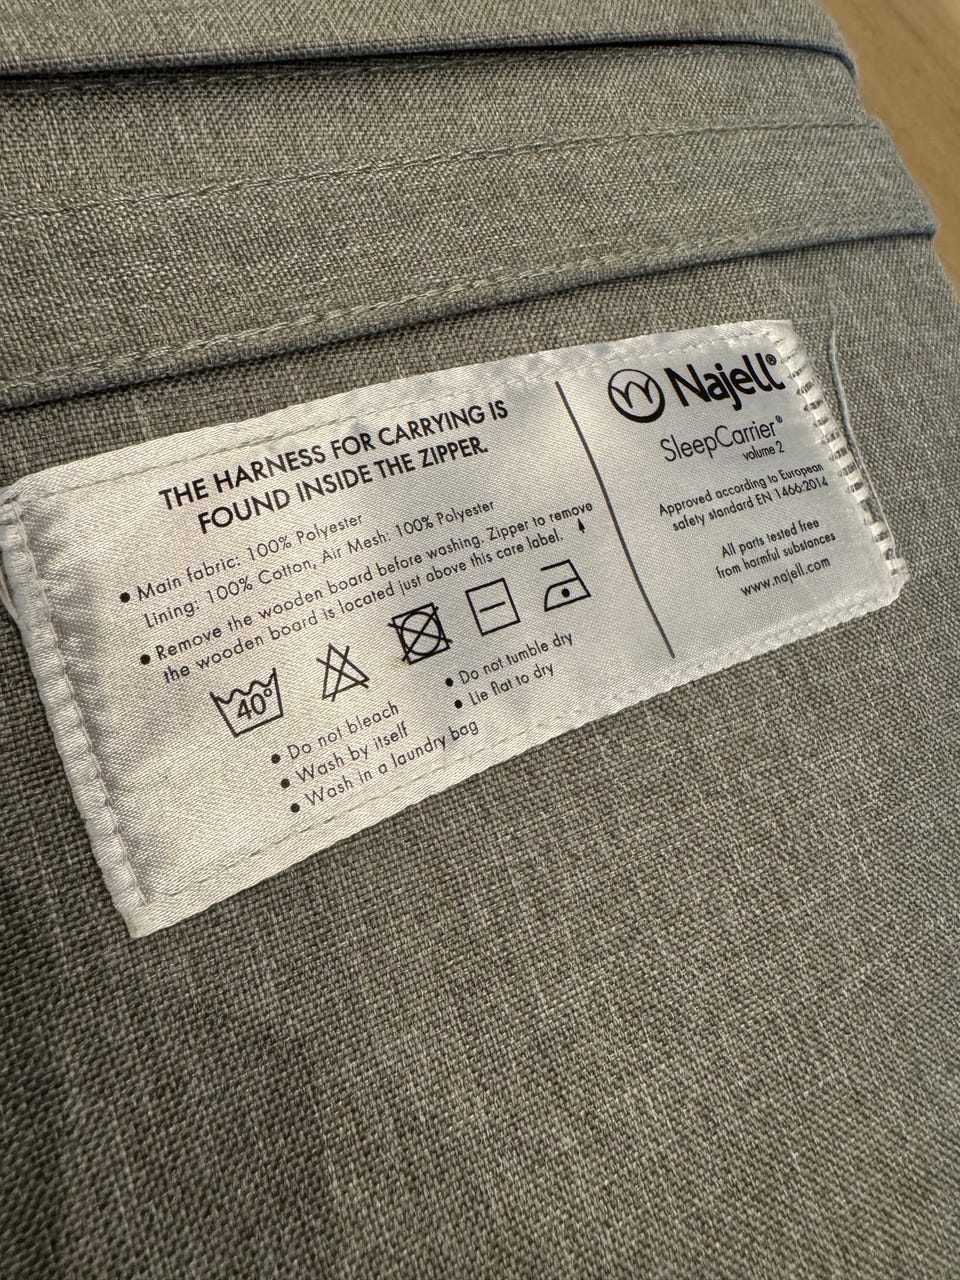 THE HARNESS FOR CARRYING IS
FOUND INSIDE THE ZIPPER.
• Main fabric: 100% Polyester
Lining: 100% Cotton, Air Mesh: 100% Polyester
• Remove the wooden board before washing. Zipper to remove
the wooden board is located just above this care label.
40°
• Do not bleach
• Wash by itself
• Wash in a laundry bag
• Do not tumble dry
• Lie flat to dry
Najell®
SleepCarrier®
volume 2
Approved according to European
safety standard EN 1466:2014
All parts tested free
from harmful substances
www.najell.com